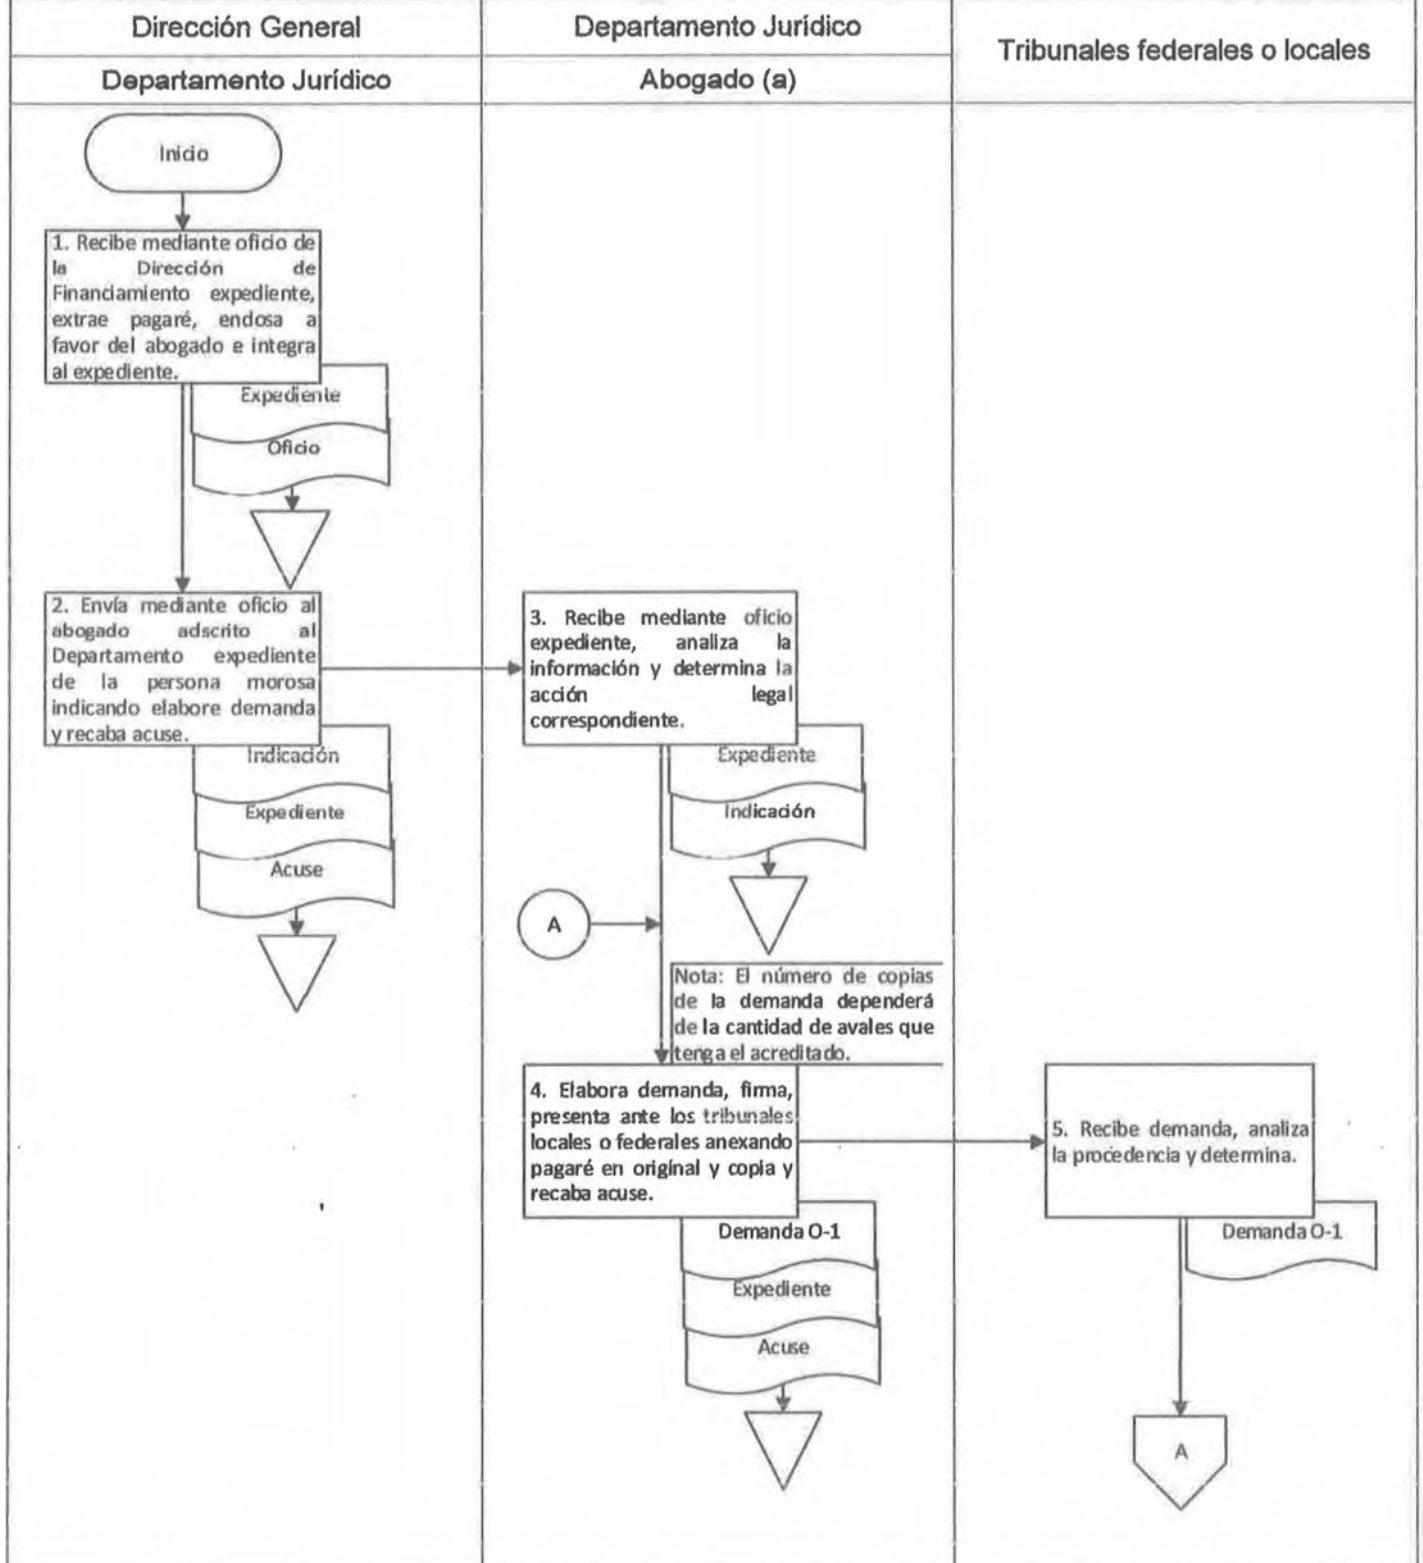 Dirección General
Departamento Jurídico
Tribunales federales o locales
Departamento Jurídico
Abogado (a)
Inicio
1. Recibe mediante oficio de
la Dirección de
Financiamiento expediente,
extrae pagaré, endosa a
favor del abogado e integra
al expediente.
Expediente
Oficio
2. Envía mediante oficio al
abogado adscrito al
Departamento expediente
de la persona morosa
indicando elabore demanda
y recaba acuse.
Indicación
Expediente
Acuse
3. Recibe mediante oficio
expediente, analiza la
información y determina la
acción legal
correspondiente.
Expediente
Indicación
A
Nota: El número de copias
de la demanda dependerá
de la cantidad de avales que
tenga el acreditado.
4. Elabora demanda, firma,
presenta ante los tribunales
locales o federales anexando
pagaré en original y copia y
recaba acuse.
Demanda O-1
Expediente
Acuse
5. Recibe demanda, analiza
la procedencia y determina.
Demanda O-1
A